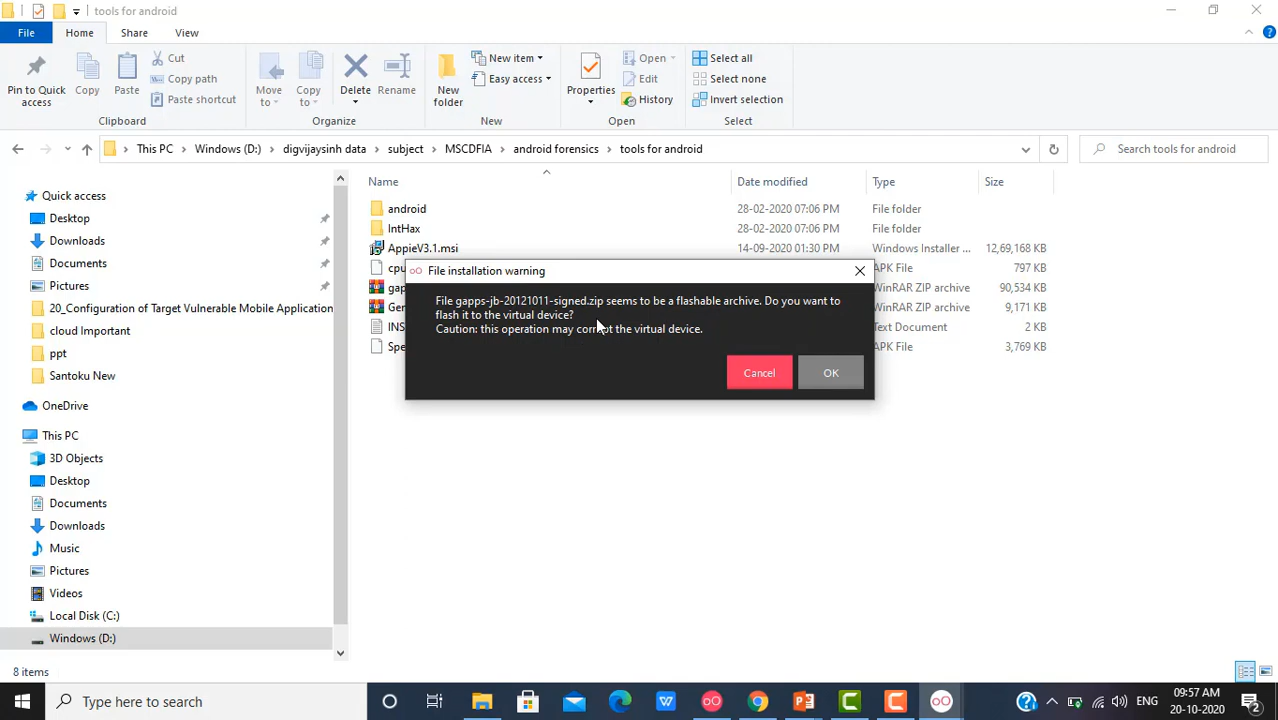 tools for android
File
Home
Share
View
Pin to Quick access
Copy
Paste
Cut
Copy path
Paste shortcut
Clipboard
Move to
Copy to
Delete
Rename
Organize
New folder
New item
Easy access
New
Properties
Open
Edit
History
Open
Select all
Select none
Invert selection
Select
This PC > Windows (D:) > digvijaysinh data > subject > MSCDFIA > android forensics > tools for android
Search tools for android
Name Date modified Type Size
Quick access
Desktop
Downloads
Documents
Pictures
20_Configuration of Target Vulnerable Mobile Application
cloud Important
ppt
Santoku New
OneDrive
This PC
3D Objects
Desktop
Documents
Downloads
Music
Pictures
Videos
Local Disk (C:)
Windows (D:)
android 28-02-2020 07:06 PM File folder
IntHax 28-02-2020 07:06 PM File folder
AppieV3.1.msi 14-09-2020 01:30 PM Windows Installer ... 12,69,168 KB
cpu APK File 797 KB
gap WinRAR ZIP archive 90,534 KB
Ger WinRAR ZIP archive 9,171 KB
INS Text Document 1 KB
Spe APK File 3,769 KB
File installation warning
File gapps-jb-20121011-signed.zip seems to be a flashable archive. Do you want to
flash it to the virtual device?
Caution: this operation may corrupt the virtual device.
Cancel
OK
8 items
Type here to search
ENG
09:57 AM
20-10-2020
2